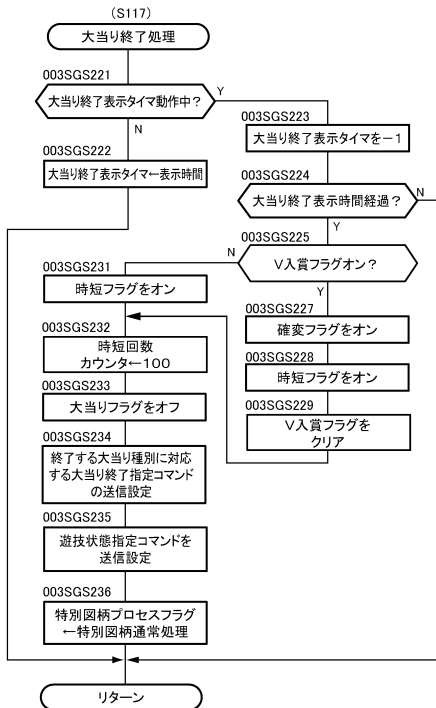 (S117)
大当り終了処理
003SGS221
大当り終了表示タイマ動作中？
Y
N
003SGS223
大当り終了表示タイマを－1
003SGS222
大当り終了表示タイマ←表示時間
003SGS224
大当り終了表示時間経過？
N
Y
003SGS225
V入賞フラグオン？
N
Y
003SGS231
時短フラグをオン
003SGS227
確変フラグをオン
003SGS232
時短回数
カウンタ←100
003SGS228
時短フラグをオン
003SGS233
大当りフラグをオフ
003SGS229
V入賞フラグを
クリア
003SGS234
終了する大当り種別に対応
する大当り終了指定コマンド
の送信設定
003SGS235
遊技状態指定コマンドを
送信設定
003SGS236
特別図柄プロセスフラグ
←特別図柄通常処理
リターン